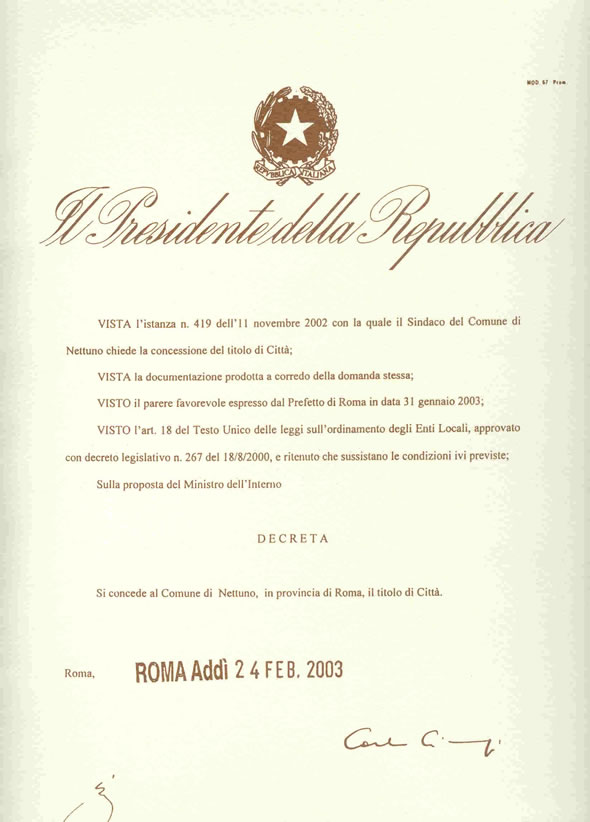 MOD. 67 Pres.
REPVBBLICA ITALIANA
Il Presidente della Repubblica
VISTA l'istanza n. 419 dell'11 novembre 2002 con la quale il Sindaco del Comune di
Nettuno chiede la concessione del titolo di Città;
VISTA la documentazione prodotta a corredo della domanda stessa;
VISTO il parere favorevole espresso dal Prefetto di Roma in data 31 gennaio 2003;
VISTO l'art. 18 del Testo Unico delle leggi sull'ordinamento degli Enti Locali, approvato
con decreto legislativo n. 267 del 18/8/2000, e ritenuto che sussistano le condizioni ivi previste;
Sulla proposta del Ministro dell'Interno
DECRETA
Si concede al Comune di Nettuno, in provincia di Roma, il titolo di Città.
Roma, ROMA Addì 24 FEB. 2003